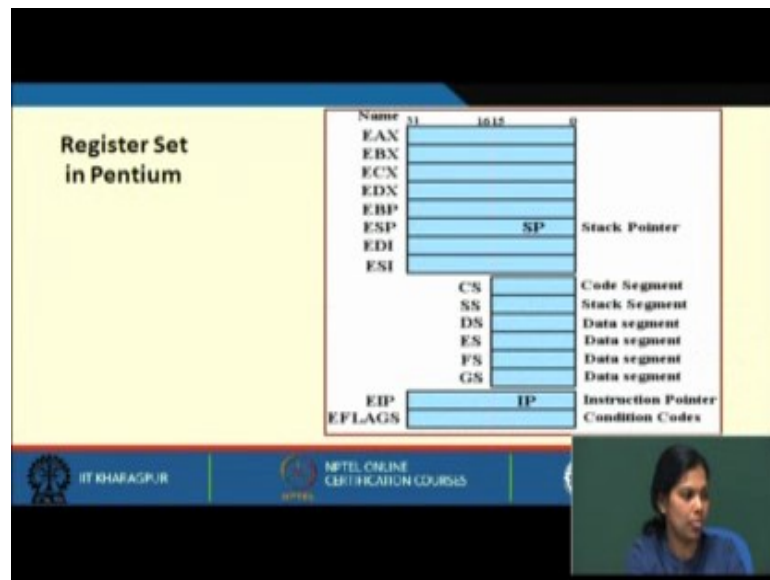 Register Set
in Pentium
Name 31 16 15 0
EAX
EBX
ECX
EDX
EBP
ESP SP Stack Pointer
EDI
ESI
CS Code Segment
SS Stack Segment
DS Data segment
ES Data segment
FS Data segment
GS Data segment
EIP IP Instruction Pointer
EFLAGS Condition Codes
IIT KHARAGPUR
NPTEL ONLINE
CERTIFICATION COURSES
NPTEL